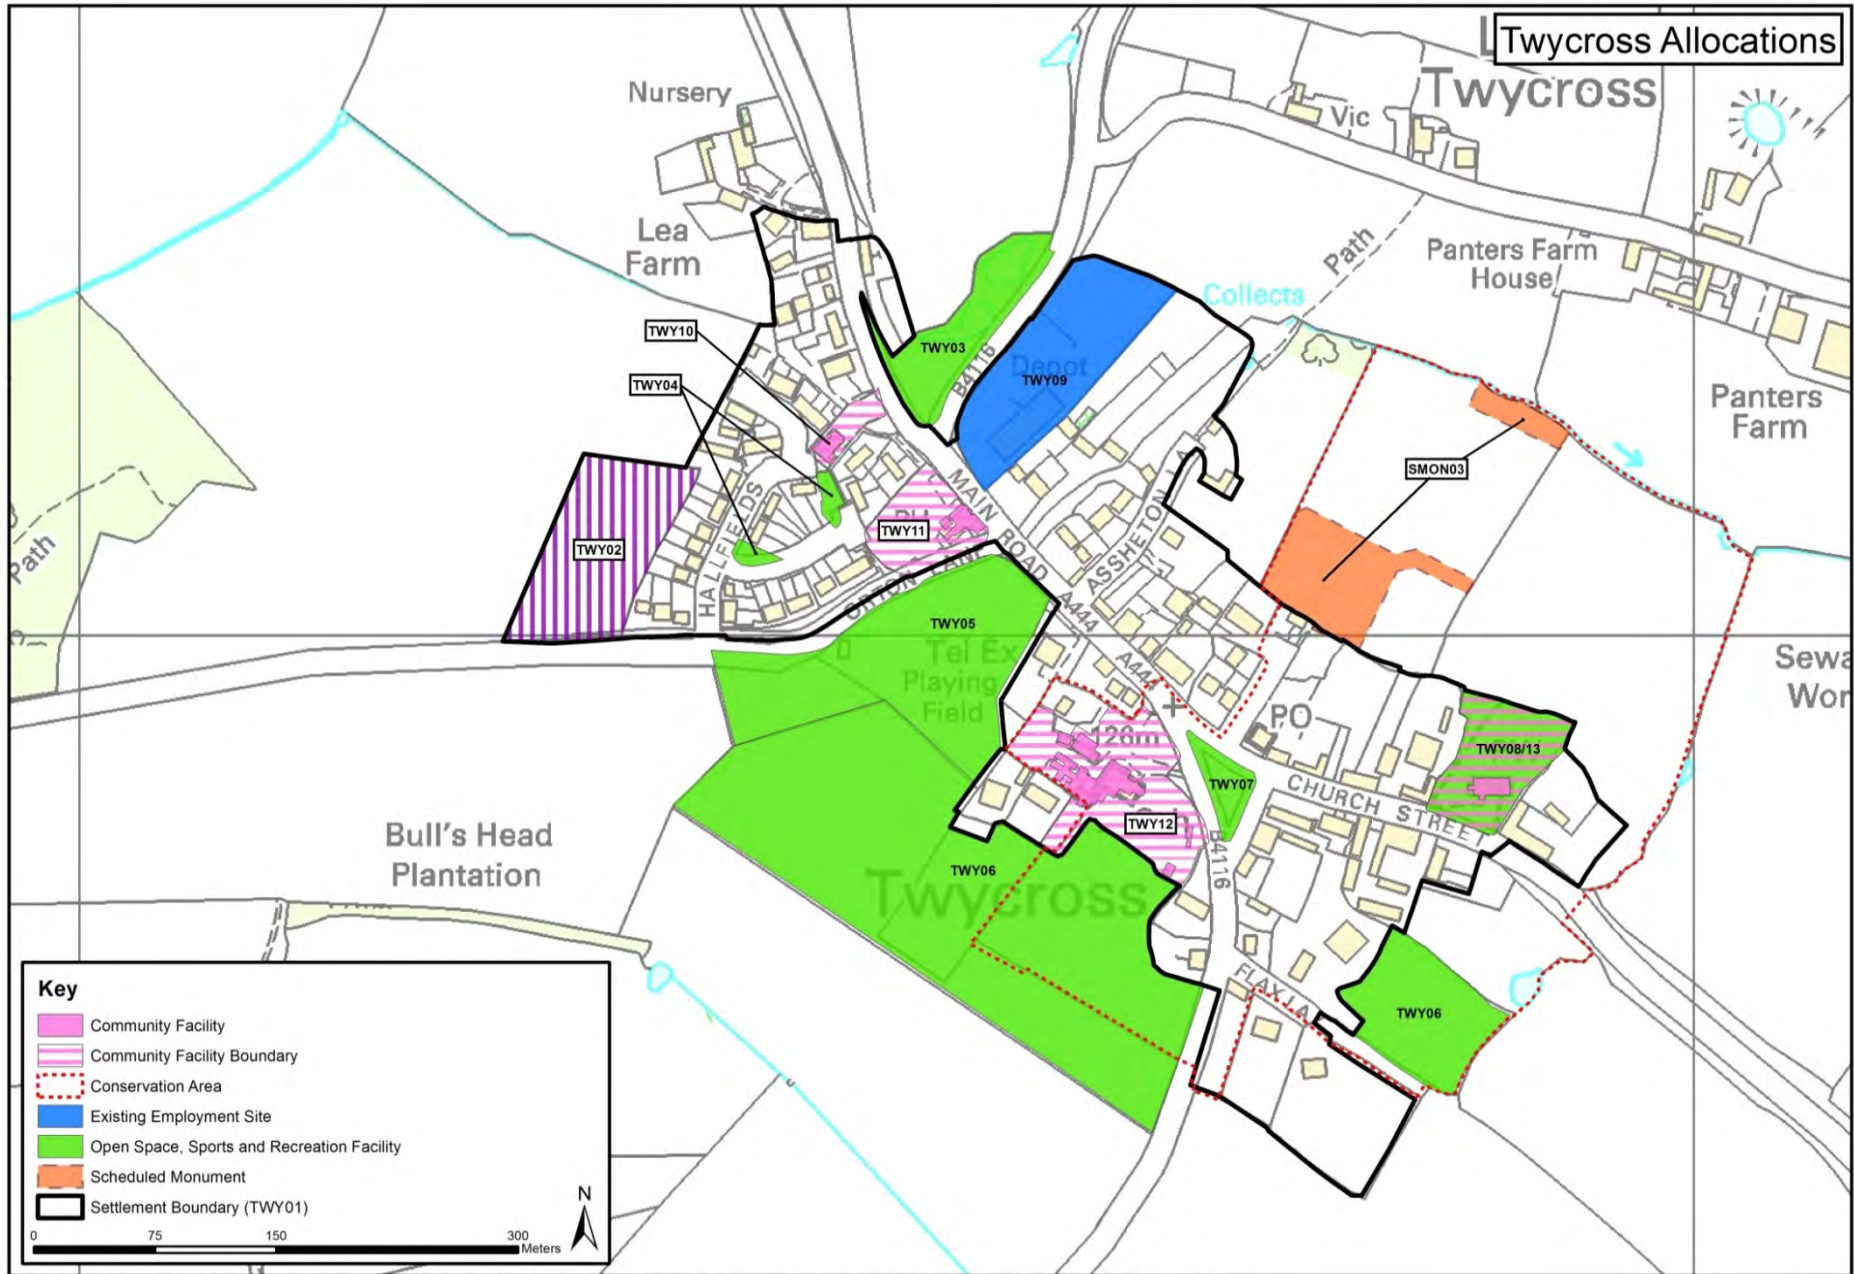 Twycross Allocations
Twycross
Nursery
Vic
Lea
Farm
Path
Panters Farm
House
Collects
TWY10
TWY03
B4116
Depot
TWY09
TWY04
Panters
Farm
SMON03
MAIN ROAD
ASSHETON LA
HALLFIELDS
TWY11
PH
TWY02
Path
ORTON LANE
A444
TWY05
Tel Ex
Playing
Field
A444
126m
PO
TWY08/13
TWY07
CHURCH STREET
TWY12
B4116
Bull's Head
Plantation
TWY06
Twycross
FLAX LA
TWY06
Key
Community Facility
Community Facility Boundary
Conservation Area
Existing Employment Site
Open Space, Sports and Recreation Facility
Scheduled Monument
Settlement Boundary (TWY01)
N
0 75 150 300
Meters